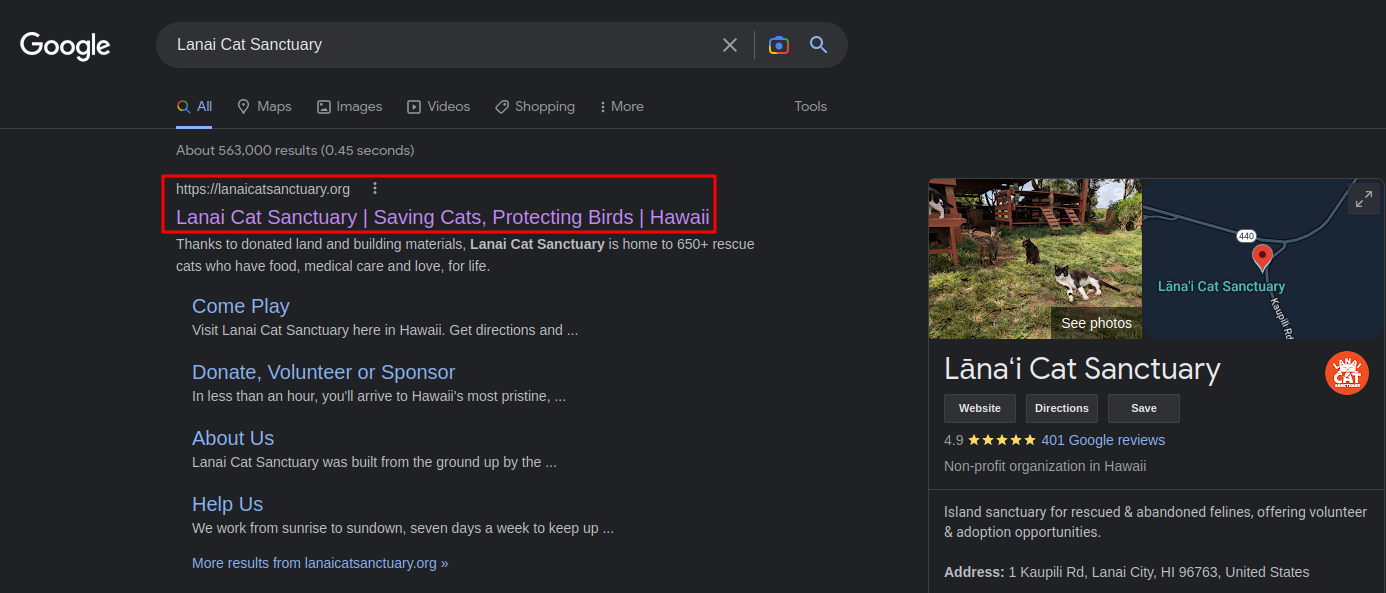 Google
Lanai Cat Sanctuary
All
Maps
Images
Videos
Shopping
More
Tools
About 563,000 results (0.45 seconds)
https://lanaicatsanctuary.org
Lanai Cat Sanctuary | Saving Cats, Protecting Birds | Hawaii
Thanks to donated land and building materials, Lanai Cat Sanctuary is home to 650+ rescue
cats who have food, medical care and love, for life.
Come Play
Visit Lanai Cat Sanctuary here in Hawaii. Get directions and ...
Donate, Volunteer or Sponsor
In less than an hour, you'll arrive to Hawaii's most pristine, ...
About Us
Lanai Cat Sanctuary was built from the ground up by the ...
Help Us
We work from sunrise to sundown, seven days a week to keep up ...
More results from lanaicatsanctuary.org »
See photos
440
Lāna'i Cat Sanctuary
Kaupili Rd
Lānaʻi Cat Sanctuary
LANAI
CAT
SANCTUARY
Website
Directions
Save
4.9
401 Google reviews
Non-profit organization in Hawaii
Island sanctuary for rescued & abandoned felines, offering volunteer
& adoption opportunities.
Address: 1 Kaupili Rd, Lanai City, HI 96763, United States